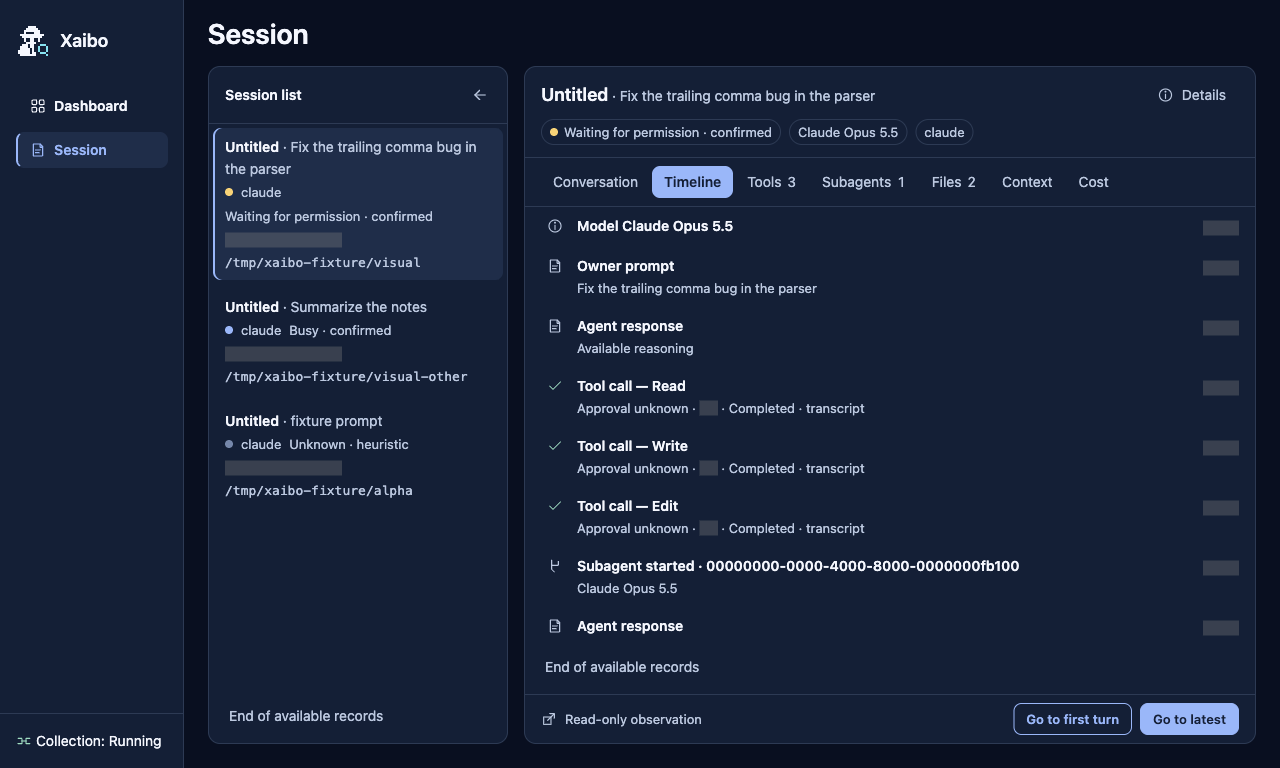 Xaibo
Dashboard
Session
Collection: Running
Session
Session list
Untitled · Fix the trailing comma bug in
the parser
claude
Waiting for permission · confirmed
/tmp/xaibo-fixture/visual
Untitled · Summarize the notes
claude Busy · confirmed
/tmp/xaibo-fixture/visual-other
Untitled · fixture prompt
claude Unknown · heuristic
/tmp/xaibo-fixture/alpha
End of available records
Untitled · Fix the trailing comma bug in the parser
Details
Waiting for permission · confirmed
Claude Opus 5.5
claude
Conversation
Timeline
Tools 3
Subagents 1
Files 2
Context
Cost
Model Claude Opus 5.5
Owner prompt
Fix the trailing comma bug in the parser
Agent response
Available reasoning
Tool call — Read
Approval unknown · · Completed · transcript
Tool call — Write
Approval unknown · · Completed · transcript
Tool call — Edit
Approval unknown · · Completed · transcript
Subagent started · 00000000-0000-4000-8000-0000000fb100
Claude Opus 5.5
Agent response
End of available records
Read-only observation
Go to first turn
Go to latest